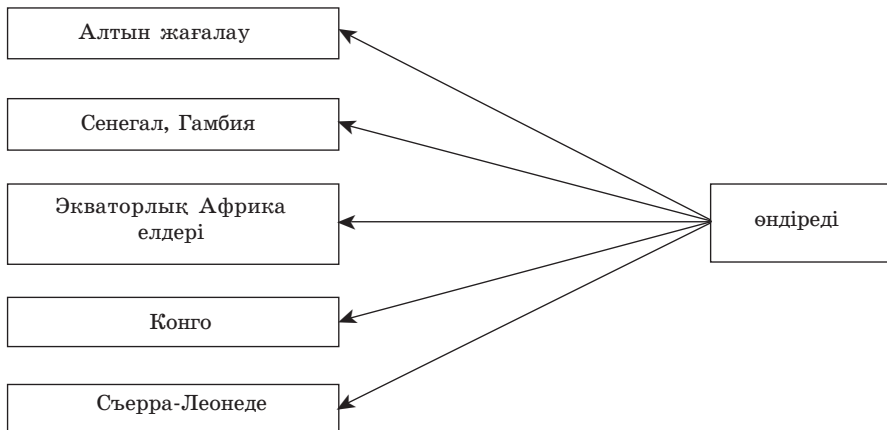 Алтын жағалау
Сенегал, Гамбия
Экваторлық Африка
елдері
өндіреді
Конго
Съерра-Леонеде